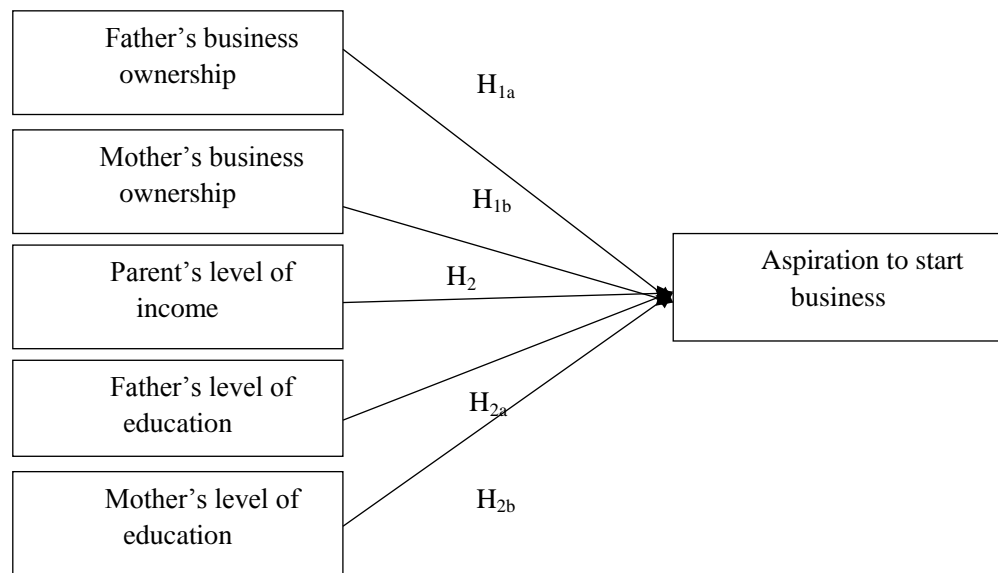 Father’s business
ownership
H1a
Mother’s business
ownership
H1b
Parent’s level of
income
H2
Aspiration to start
business
Father’s level of
education
H2a
Mother’s level of
education
H2b